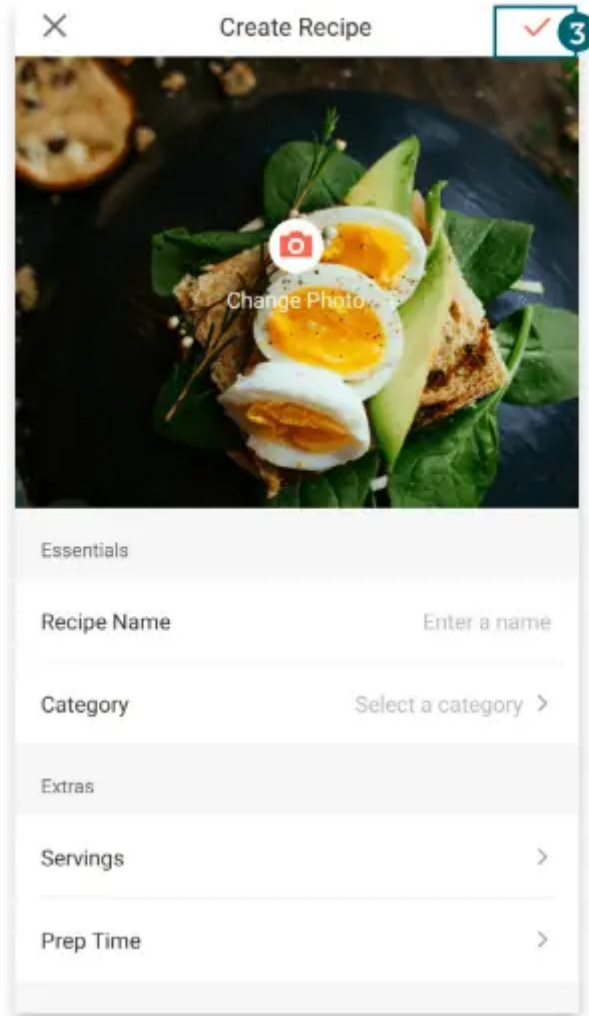 Create Recipe
3
Change Photo
Essentials
Recipe Name
Enter a name
Category
Select a category
Extras
Servings
Prep Time